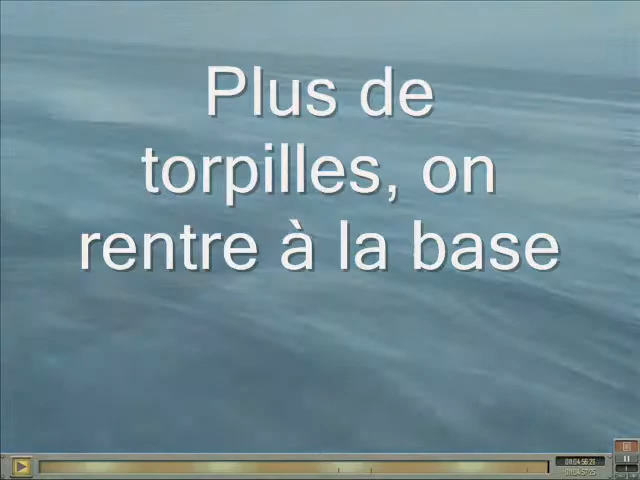 Plus de
torpilles, on
rentre à la base